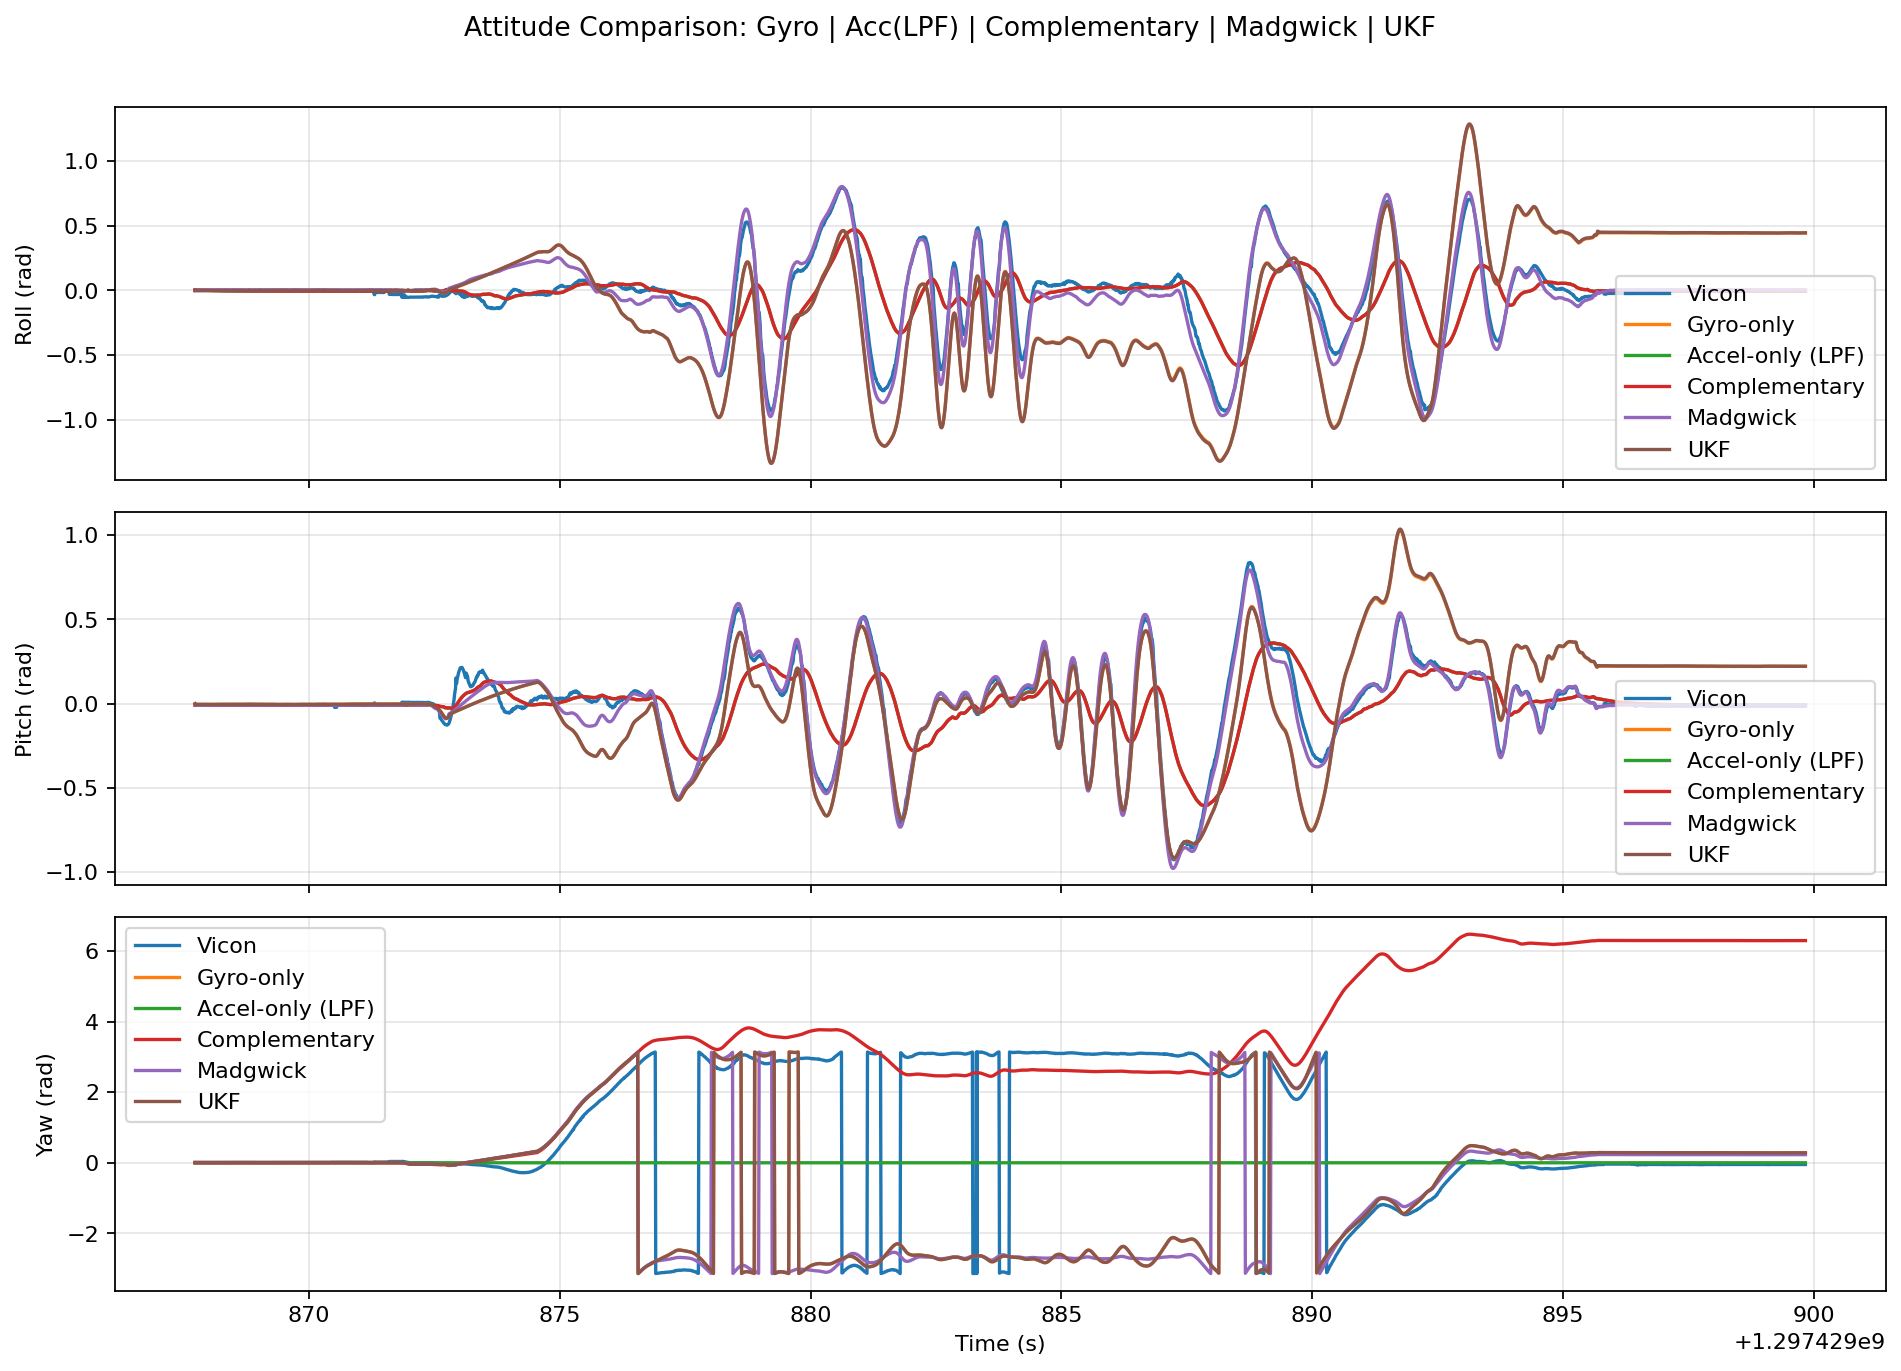 Attitude Comparison: Gyro | Acc(LPF) | Complementary | Madgwick | UKF
1.0
0.5
0.0
−0.5
−1.0
Roll (rad)
Vicon
Gyro-only
Accel-only (LPF)
Complementary
Madgwick
UKF
1.0
0.5
0.0
−0.5
−1.0
Pitch (rad)
Vicon
Gyro-only
Accel-only (LPF)
Complementary
Madgwick
UKF
6
4
2
0
−2
Yaw (rad)
Vicon
Gyro-only
Accel-only (LPF)
Complementary
Madgwick
UKF
870 875 880 885 890 895 900
Time (s)
+1.297429e9